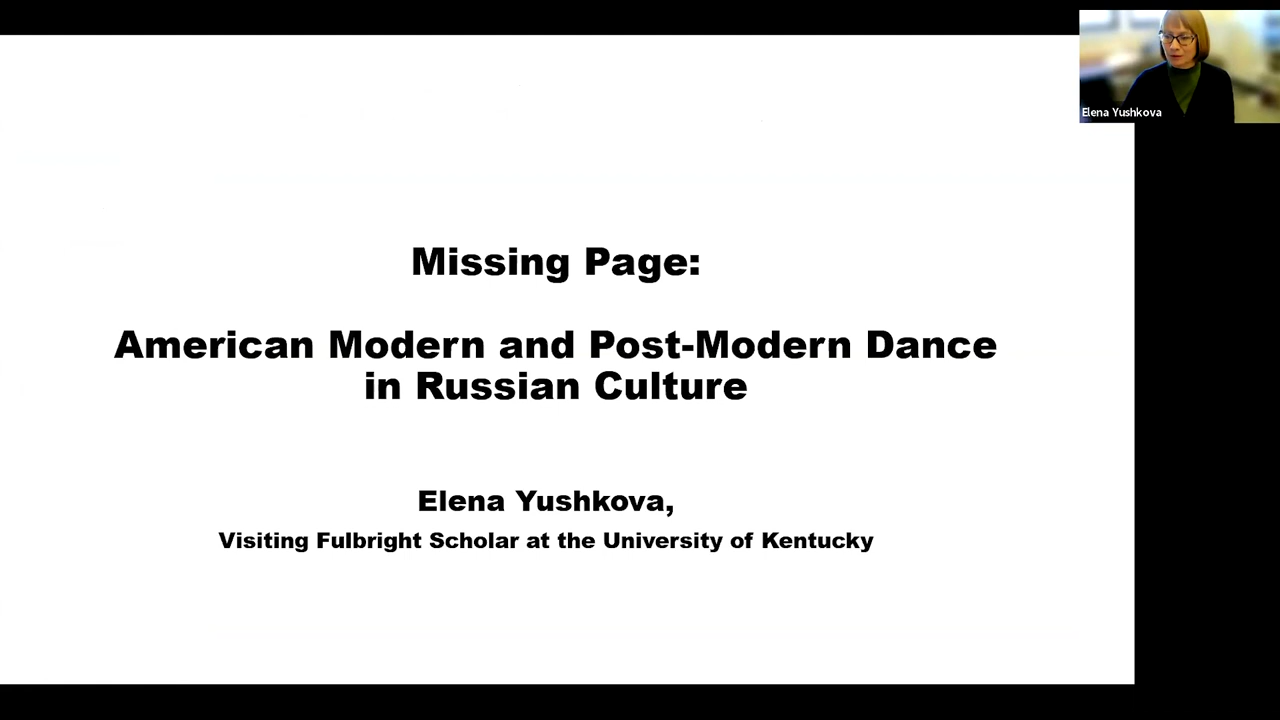 Missing Page:
American Modern and Post-Modern Dance
in Russian Culture
Elena Yushkova,
Visiting Fulbright Scholar at the University of Kentucky
Elena Yushkova